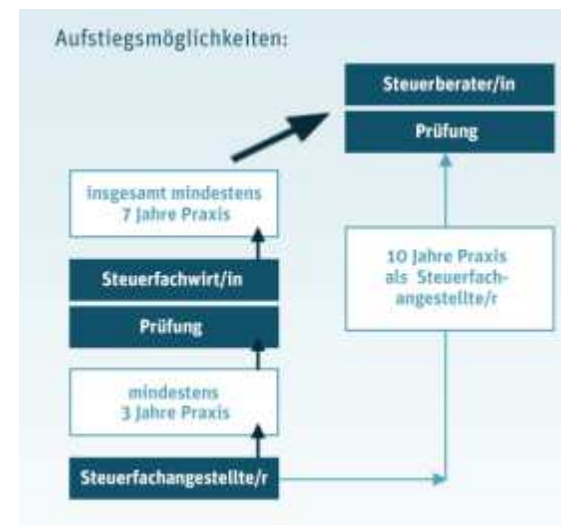 Aufstiegsmöglichkeiten:
Steuerberater/in
Prüfung
insgesamt mindestens
7 Jahre Praxis
Steuerfachwirt/in
Prüfung
10 Jahre Praxis
als Steuerfach-
angestellte/r
mindestens
3 Jahre Praxis
Steuerfachangestellte/r